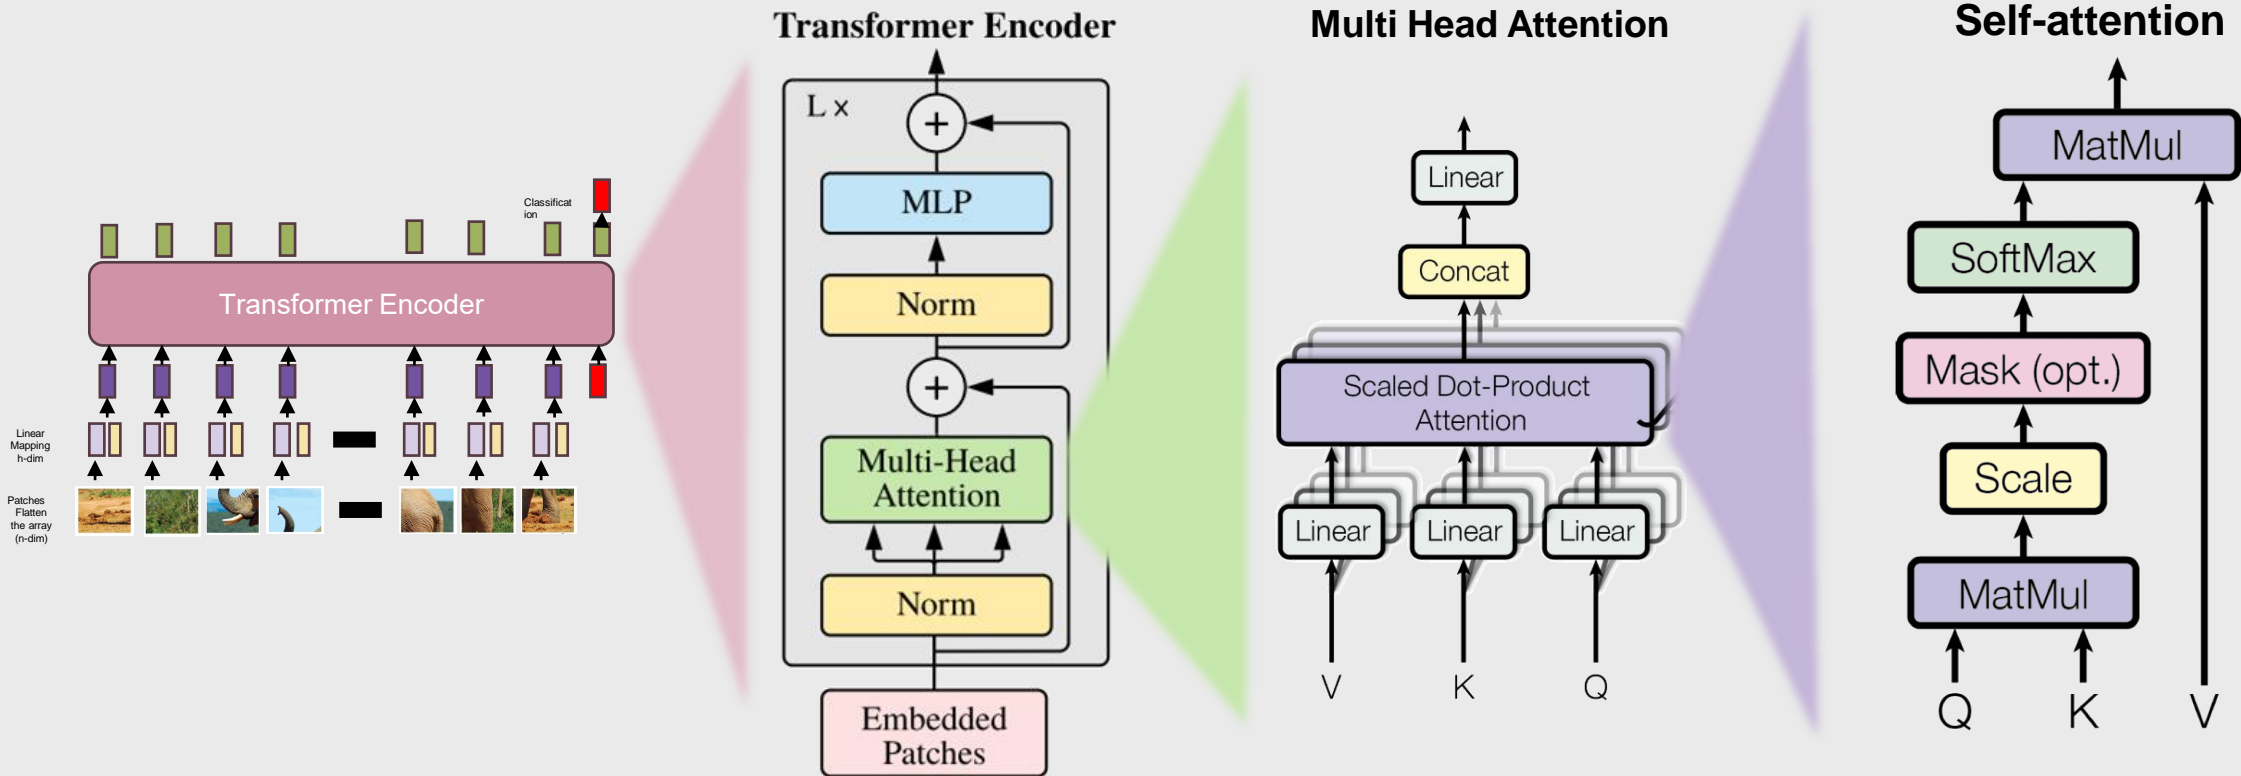 Classificat
ion
Transformer Encoder
Linear
Mapping
h-dim
Patches
Flatten
the array
(n-dim)
Transformer Encoder
L ×
+
MLP
Norm
+
Multi-Head
Attention
Norm
Embedded
Patches
Multi Head Attention
Linear
Concat
Scaled Dot-Product
Attention
Linear Linear Linear
V K Q
Self-attention
MatMul
SoftMax
Mask (opt.)
Scale
MatMul
Q K V